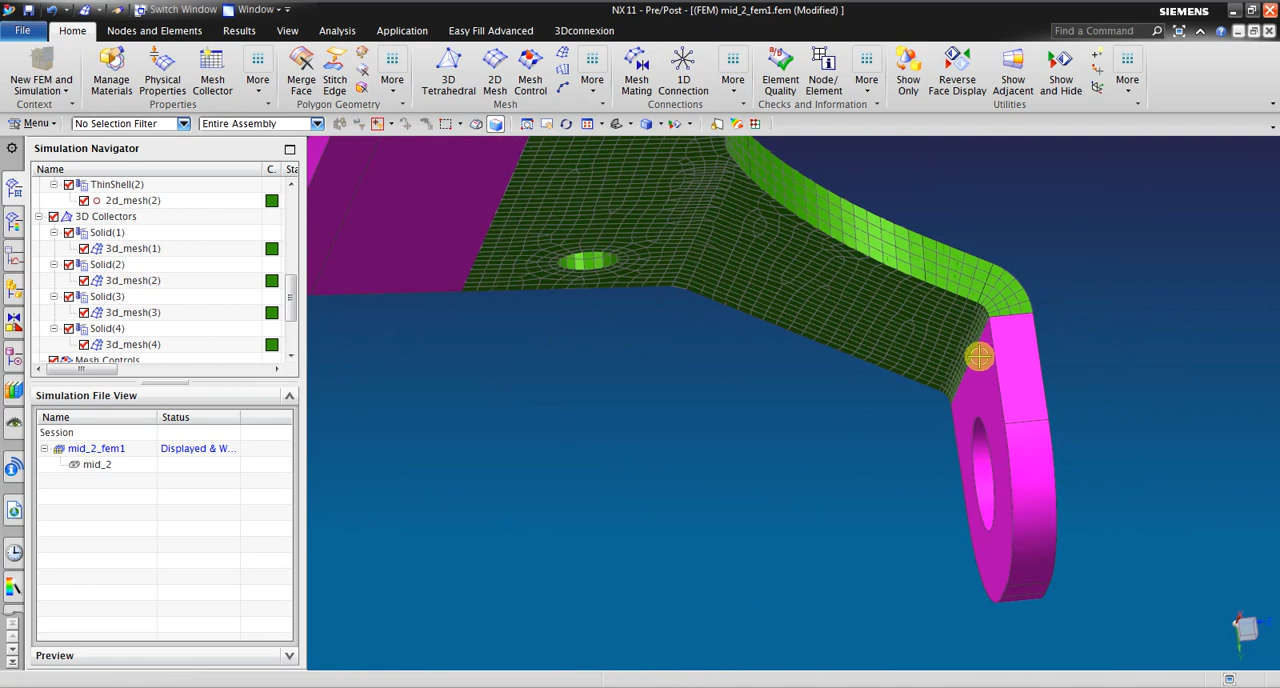 Switch Window Window NX 11 - Pre/Post - [(FEM) mid_2_fem1.fem (Modified) ] SIEMENS
File Home Nodes and Elements Results View Analysis Application Easy Fill Advanced 3Dconnexion Find a Command
New FEM and Simulation Manage Materials Physical Properties Mesh Collector More Merge Face Stitch Edge More 3D Tetrahedral 2D Mesh Mesh Control More Mesh Mating 1D Connection More Element Quality Node/ Element More Show Only Reverse Face Display Show Adjacent Show and Hide More
Context Properties Polygon Geometry Mesh Connections Checks and Information Utilities
Menu No Selection Filter Entire Assembly
Simulation Navigator
Name C. Sta
ThinShell(2)
2d_mesh(2)
3D Collectors
Solid(1)
3d_mesh(1)
Solid(2)
3d_mesh(2)
Solid(3)
3d_mesh(3)
Solid(4)
3d_mesh(4)
Mesh Controls
Simulation File View
Name Status
Session
mid_2_fem1 Displayed & W...
mid_2
Preview